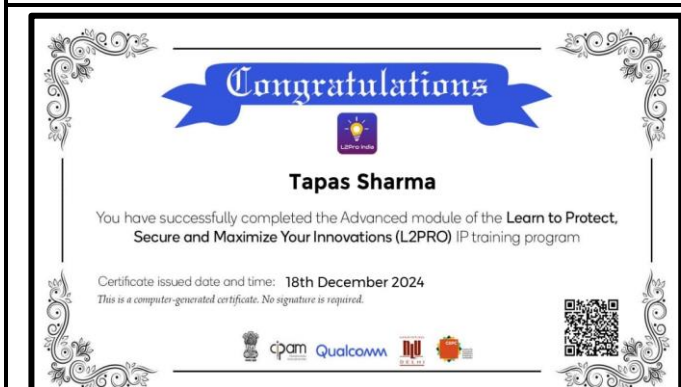 Congratulations
L2Pro India
Tapas Sharma
You have successfully completed the Advanced module of the Learn to Protect,
Secure and Maximize Your Innovations (L2PRO) IP training program
Certificate issued date and time: 18th December 2024
This is a computer-generated certificate. No signature is required.
cipam Qualcomm DELHI